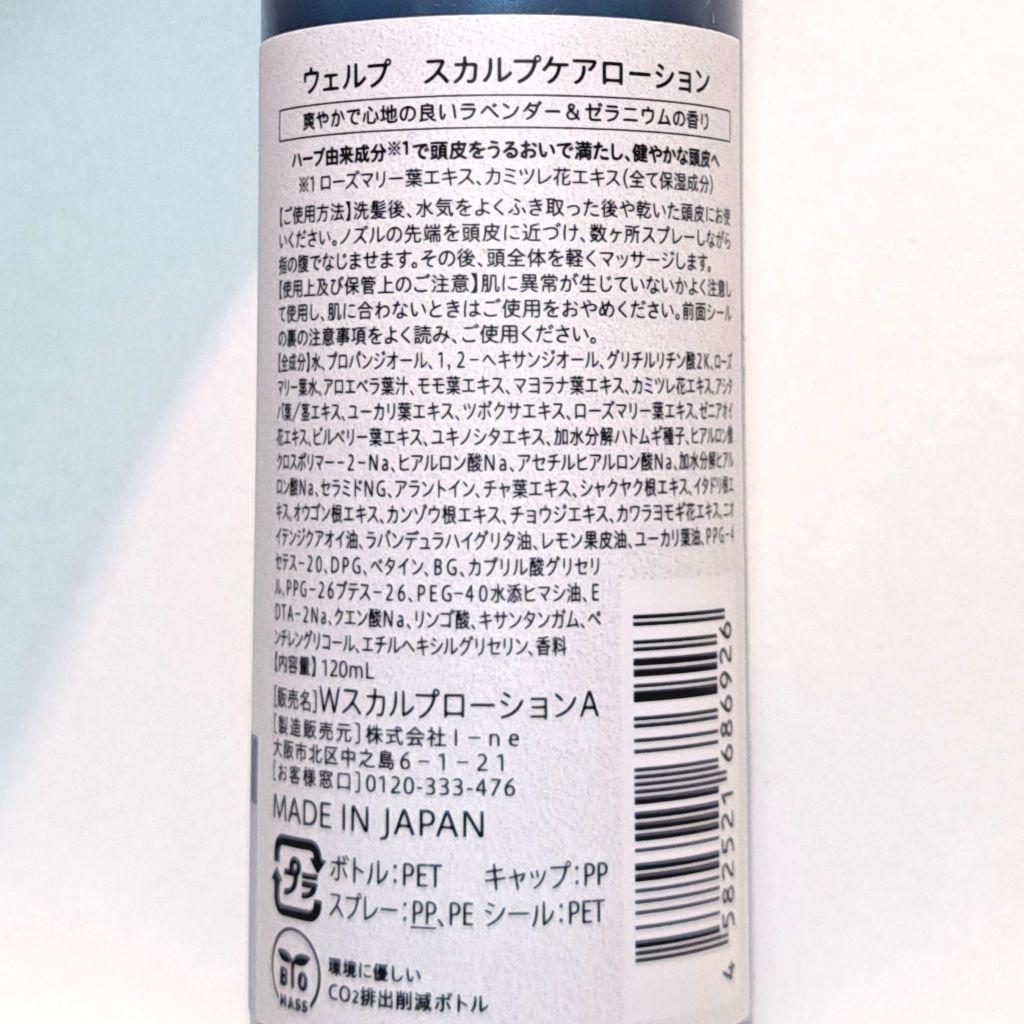 ウェルプ　スカルプケアローション
爽やかで心地の良いラベンダー＆ゼラニウムの香り
ハーブ由来成分※1で頭皮をうるおいで満たし、健やかな頭皮へ
※1 ローズマリー葉エキス、カミツレ花エキス(全て保湿成分)
【ご使用方法】洗髪後、水気をよくふき取った後や乾いた頭皮にお使
いください。ノズルの先端を頭皮に近づけ、数ヶ所スプレーしながら
指の腹でなじませます。その後、頭全体を軽くマッサージします。
【使用上及び保管上のご注意】肌に異常が生じていないかよく注意し
て使用し、肌に合わないときはご使用をおやめください。前面シール
の裏の注意事項をよく読み、ご使用ください。
【全成分】水、プロパンジオール、1,2-ヘキサンジオール、グリチルリチン酸2K、ローズ
マリー葉水、アロエベラ葉汁、モモ葉エキス、マヨラナ葉エキス、カミツレ花エキス、アシタ
バ葉/茎エキス、ユーカリ葉エキス、ツボクサエキス、ローズマリー葉エキス、ゼニアオイ
花エキス、ビルベリー葉エキス、ユキノシタエキス、加水分解ハトムギ種子、ヒアルロン酸
クロスポリマー-2-Na、ヒアルロン酸Na、アセチルヒアルロン酸Na、加水分解ヒアル
ロン酸Na、セラミドNG、アラントイン、チャ葉エキス、シャクヤク根エキス、イタドリ根エ
キス、オウゴン根エキス、カンゾウ根エキス、チョウジエキス、カワラヨモギ花エキス、ニオ
イテンジクアオイ油、ラバンデュラハイブリダ油、レモン果皮油、ユーカリ葉油、PPG-4
セテス-20、DPG、ベタイン、BG、カプリル酸グリセリ
ル、PPG-26ブテス-26、PEG-40水添ヒマシ油、E
DTA-2Na、クエン酸Na、リンゴ酸、キサンタンガム、ペ
ンチレングリコール、エチルヘキシルグリセリン、香料
【内容量】120mL
[販売名]WスカルプローションA
[製造販売元]株式会社I-ne
大阪市北区中之島6-1-21
[お客様窓口]0120-333-476
MADE IN JAPAN
プラ
ボトル：PET　キャップ：PP
スプレー：PP、PE シール：PET
BIO
MASS
環境に優しい
CO2排出削減ボトル
4 582521 686926